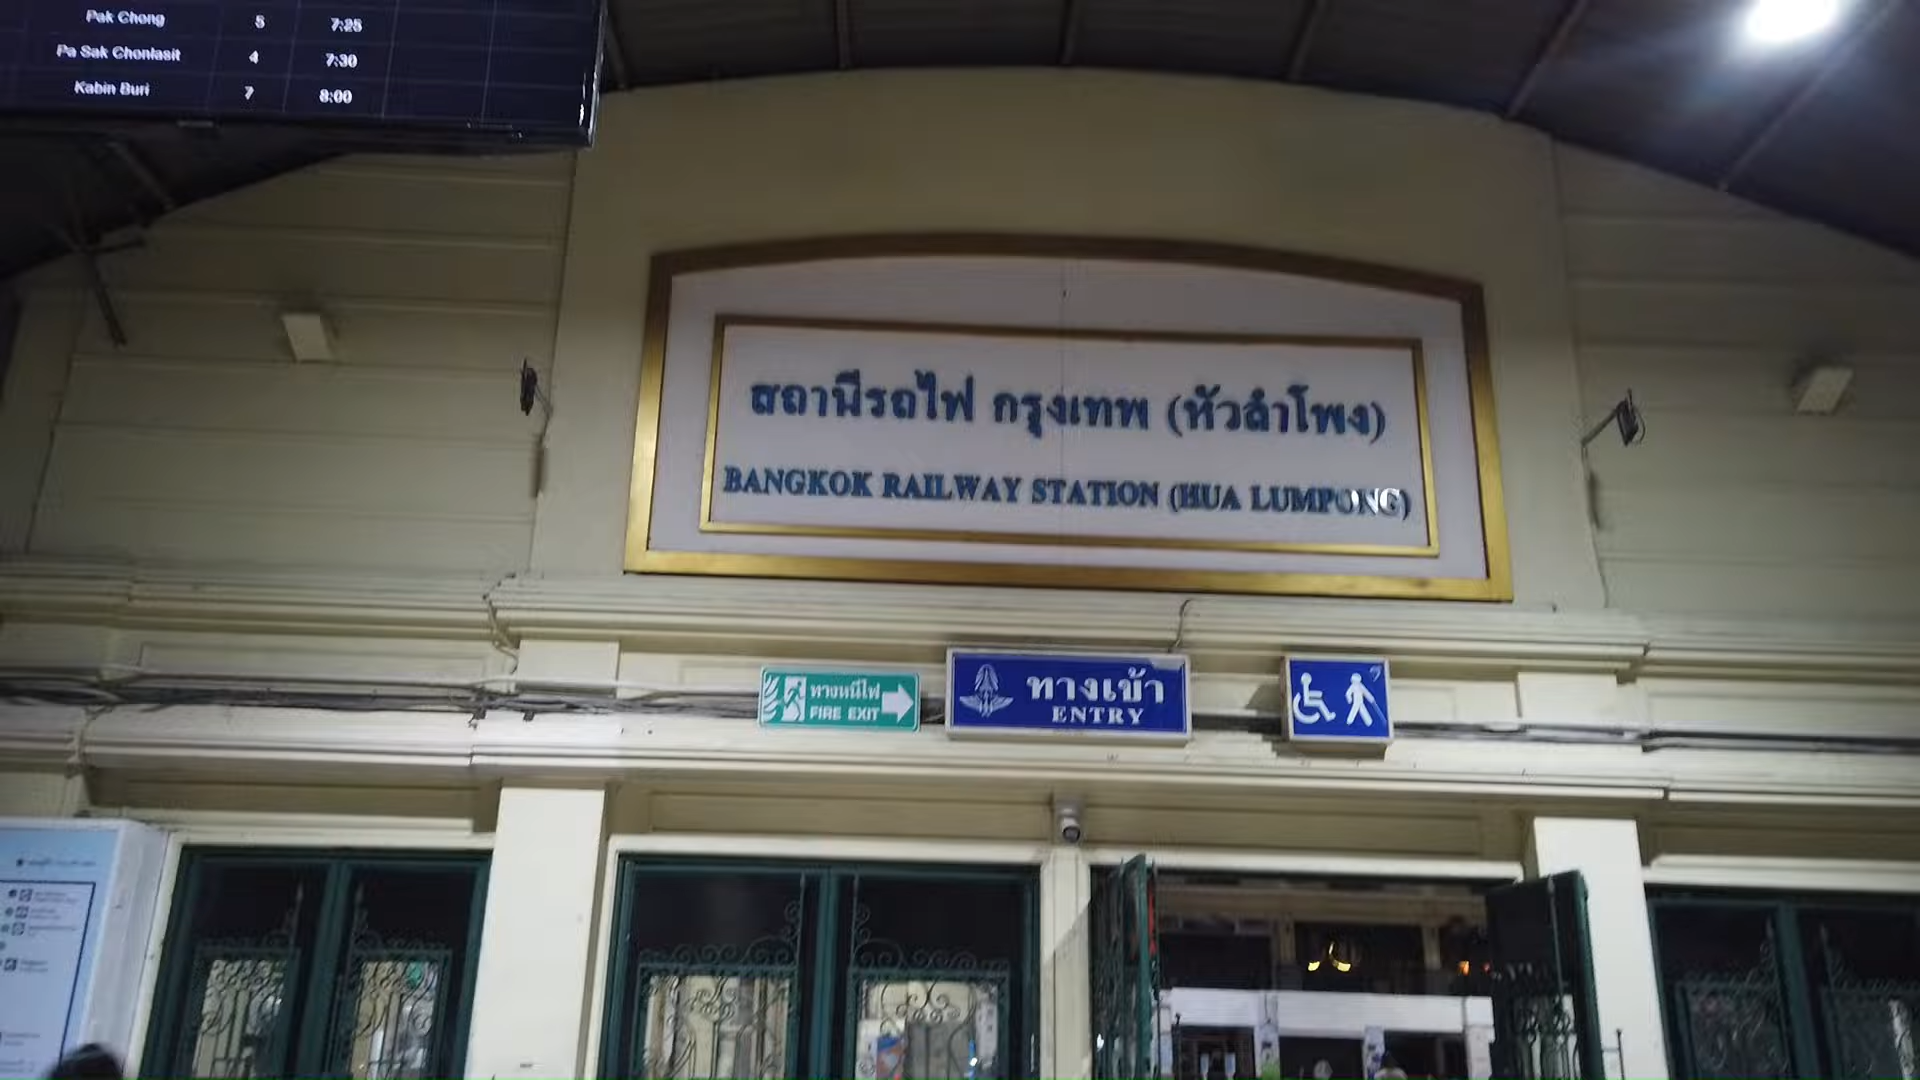 Pak Chong 5 7:25
Pa Sak Chonlasit 4 7:30
Kabin Buri 7 8:00
สถานีรถไฟ กรุงเทพ (หัวลำโพง)
BANGKOK RAILWAY STATION (HUA LUMPONG)
ทางหนีไฟ
FIRE EXIT
ทางเข้า
ENTRY